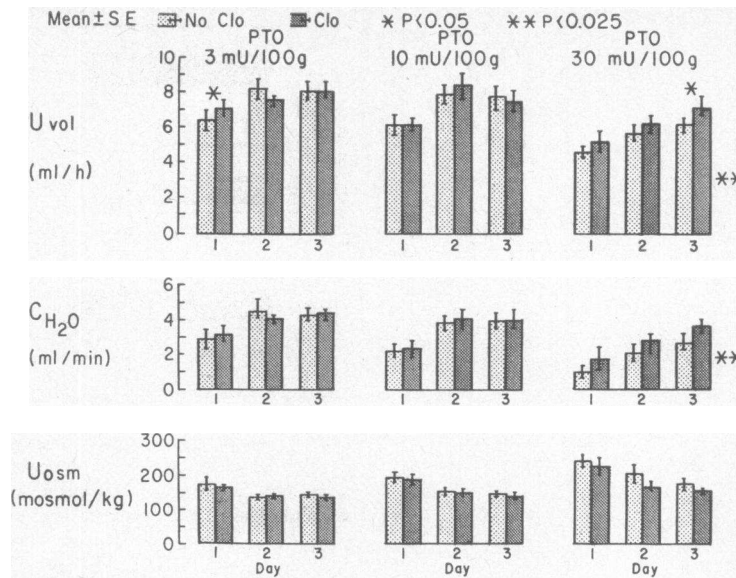 Mean ± S E No Clo Clo * P<0.05 ** P<0.025
PTO PTO PTO
3 mU/100g 10 mU/100g 30 mU/100g
10
8
6
4
2
0
U vol
(ml/h)
* *
**
1 2 3 1 2 3 1 2 3
6
4
2
0
C H₂O
(ml/min)
**
1 2 3 1 2 3 1 2 3
300
200
100
0
Uosm
(mosmol/kg)
1 2 3 1 2 3 1 2 3
Day Day Day